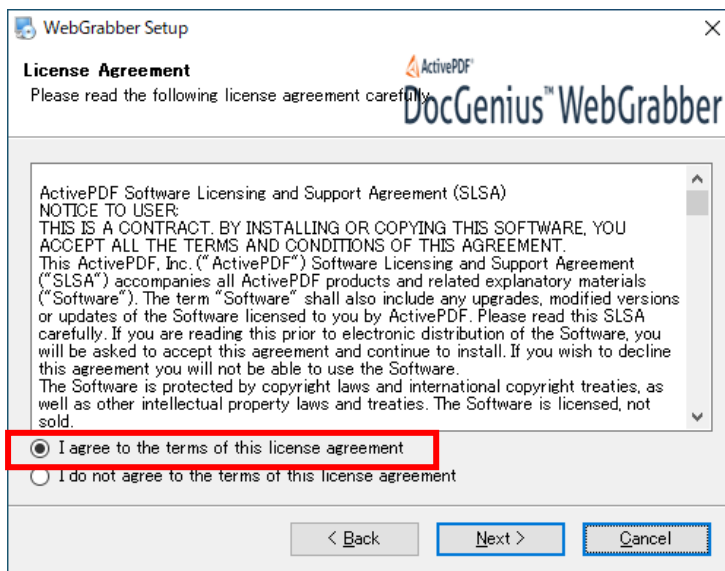 WebGrabber Setup
License Agreement
ActivePDF®
Please read the following license agreement carefully.
DocGenius™ WebGrabber
ActivePDF Software Licensing and Support Agreement (SLSA)
NOTICE TO USER:
THIS IS A CONTRACT. BY INSTALLING OR COPYING THIS SOFTWARE, YOU
ACCEPT ALL THE TERMS AND CONDITIONS OF THIS AGREEMENT.
This ActivePDF, Inc. ("ActivePDF") Software Licensing and Support Agreement
("SLSA") accompanies all ActivePDF products and related explanatory materials
("Software"). The term "Software" shall also include any upgrades, modified versions
or updates of the Software licensed to you by ActivePDF. Please read this SLSA
carefully. If you are reading this prior to electronic distribution of the Software, you
will be asked to accept this agreement and continue to install. If you wish to decline
this agreement you will not be able to use the Software.
The Software is protected by copyright laws and international copyright treaties, as
well as other intellectual property laws and treaties. The Software is licensed, not
sold.
I agree to the terms of this license agreement
I do not agree to the terms of this license agreement
< Back
Next >
Cancel